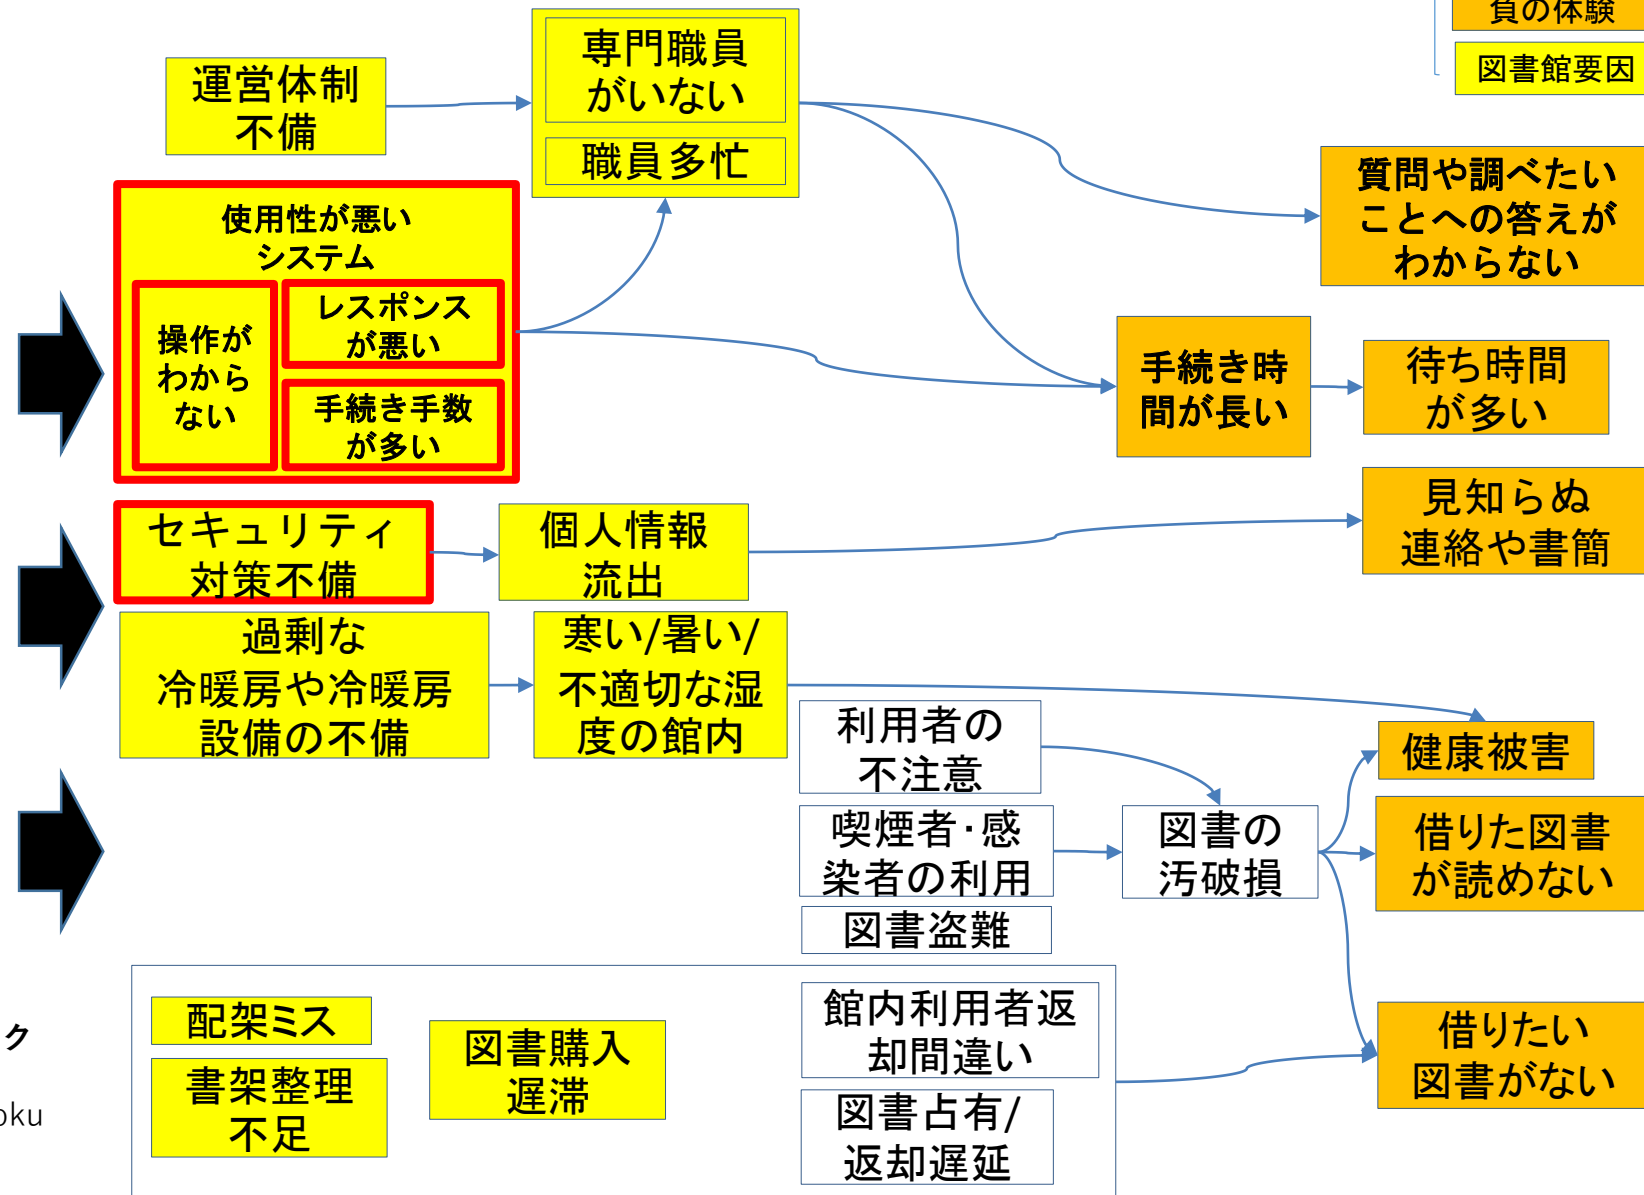 負の体験
図書館要因
専門職員
がいない
職員多忙
運営体制
不備
質問や調べたい
ことへの答えが
わからない
使用性が悪い
システム
操作が
わから
ない
レスポンス
が悪い
手続き手数
が多い
手続き時
間が長い
待ち時間
が多い
見知らぬ
連絡や書簡
セキュリティ
対策不備
個人情報
流出
過剰な
冷暖房や冷暖房
設備の不備
寒い/暑い/
不適切な湿
度の館内
利用者の
不注意
健康被害
喫煙者・感
染者の利用
図書の
汚破損
借りた図書
が読めない
図書盗難
配架ミス
書架整理
不足
図書購入
遅滞
館内利用者返
却間違い
図書占有/
返却遅延
借りたい
図書がない
ク
oku